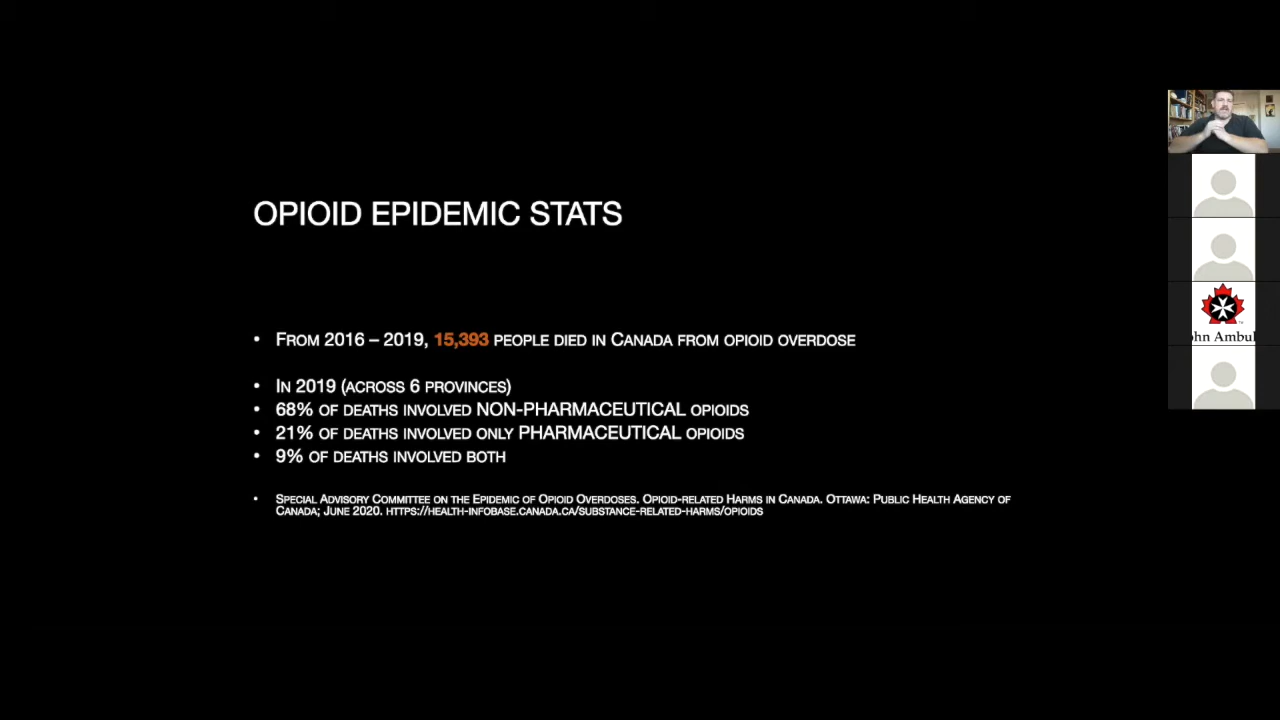 OPIOID EPIDEMIC STATS
• From 2016 – 2019, 15,393 people died in Canada from opioid overdose
• In 2019 (across 6 provinces)
• 68% of deaths involved NON-PHARMACEUTICAL opioids
• 21% of deaths involved only PHARMACEUTICAL opioids
• 9% of deaths involved both
• Special Advisory Committee on the Epidemic of Opioid Overdoses. Opioid-related Harms in Canada. Ottawa: Public Health Agency of
Canada; June 2020. https://health-infobase.canada.ca/substance-related-harms/opioids
ohn Ambul